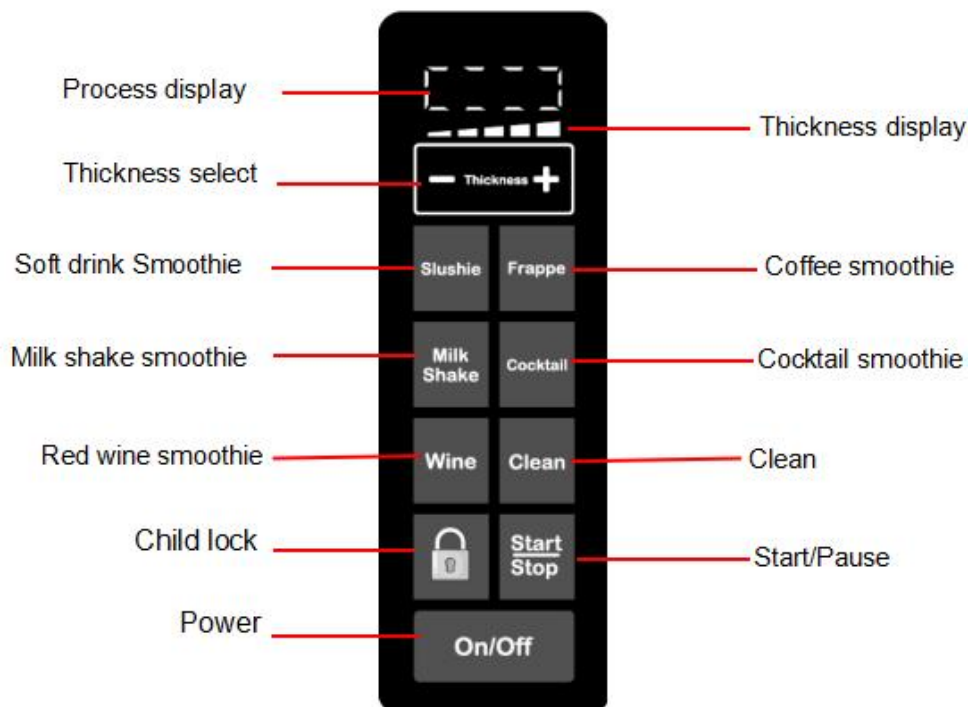 Process display
Thickness display
Thickness select
− Thickness +
Soft drink Smoothie
Slushie
Frappe
Coffee smoothie
Milk shake smoothie
Milk
Shake
Cocktail
Cocktail smoothie
Red wine smoothie
Wine
Clean
Clean
Child lock
Start
Stop
Start/Pause
Power
On/Off